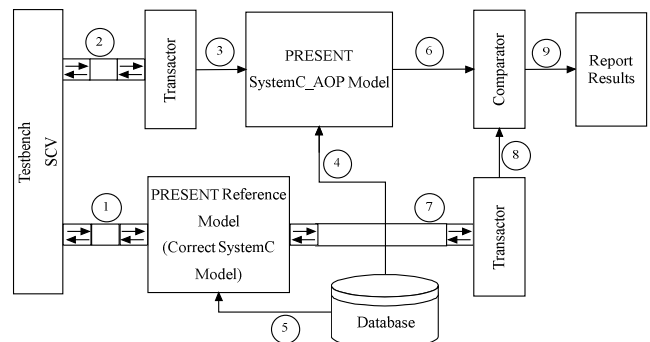 Testbench
SCV
2
Transactor
3
PRESENT
SystemC_AOP Model
6
Comparator
9
Report
Results
4
8
1
PRESENT Reference
Model
(Correct SystemC
Model)
7
Transactor
5
Database